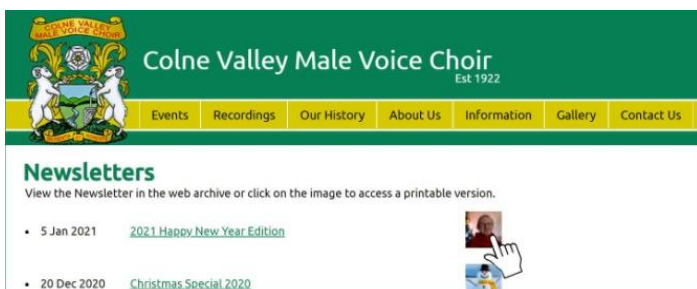 COLNE VALLEY
MALE VOICE CHOIR
Colne Valley Male Voice Choir
Est 1922
Events Recordings Our History About Us Information Gallery Contact Us
Newsletters
View the Newsletter in the web archive or click on the image to access a printable version.
• 5 Jan 2021 2021 Happy New Year Edition
• 20 Dec 2020 Christmas Special 2020